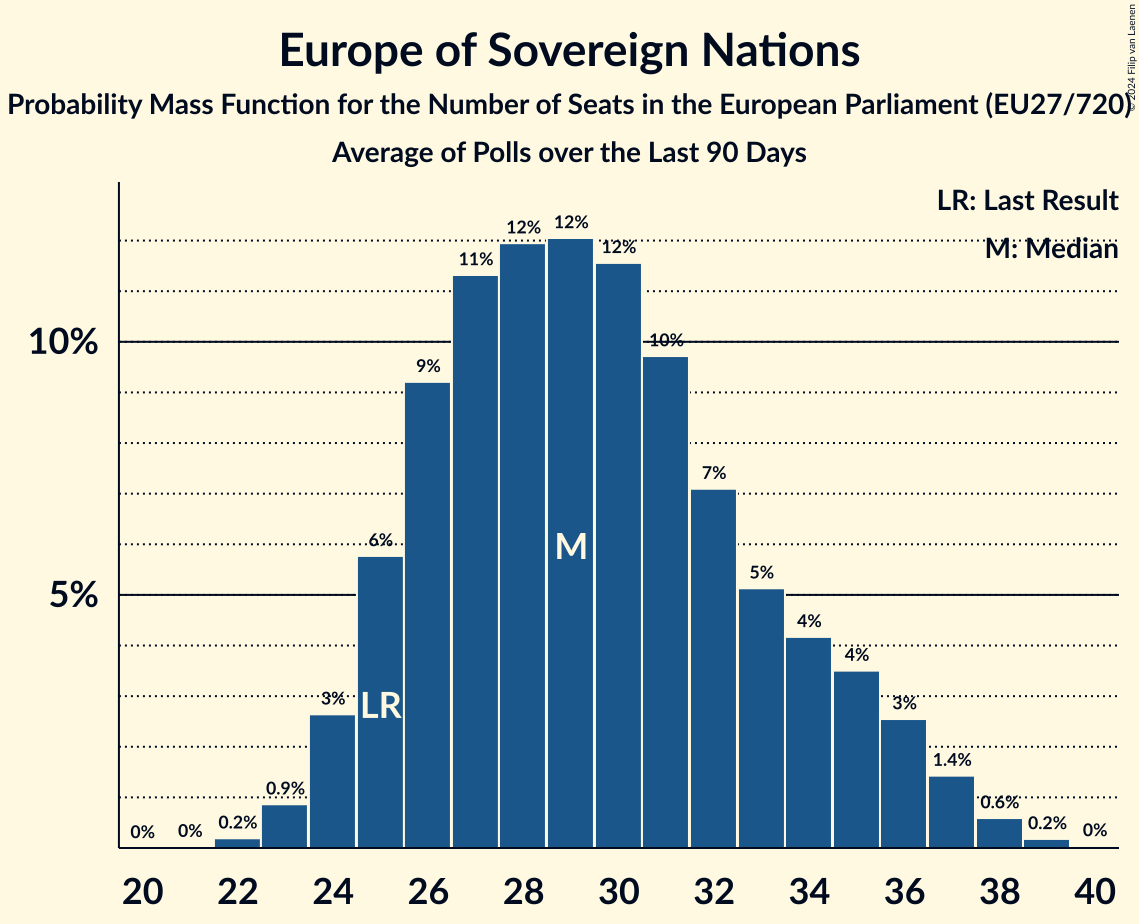 © 2024 Filip van Laenen
Europe of Sovereign Nations
Probability Mass Function for the Number of Seats in the European Parliament (EU27/720)
Average of Polls over the Last 90 Days
LR: Last Result
M: Median
10%
5%
0%
0%
0.2%
0.9%
3%
6%
9%
11%
12%
12%
12%
10%
7%
5%
4%
4%
3%
1.4%
0.6%
0.2%
0%
LR
M
20 22 24 26 28 30 32 34 36 38 40